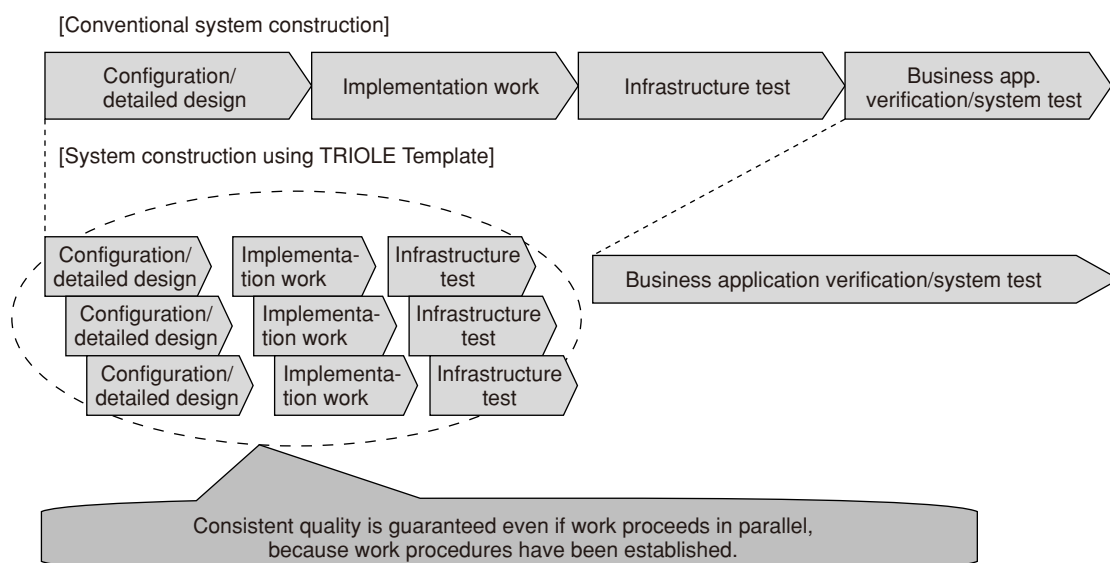 [Conventional system construction]
Configuration/
detailed design
Implementation work
Infrastructure test
Business app.
verification/system test
[System construction using TRIOLE Template]
Configuration/
detailed design
Implementa-
tion work
Infrastructure
test
Configuration/
detailed design
Implementa-
tion work
Infrastructure
test
Configuration/
detailed design
Implementa-
tion work
Infrastructure
test
Business application verification/system test
Consistent quality is guaranteed even if work proceeds in parallel,
because work procedures have been established.